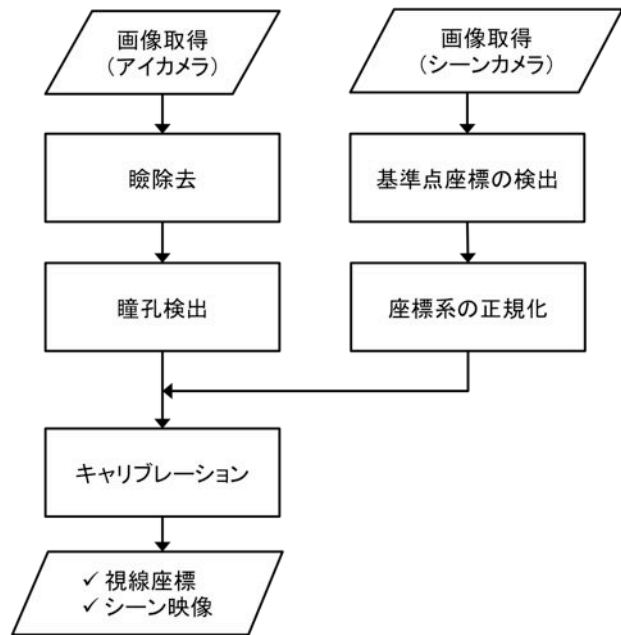 画像取得
(アイカメラ)
画像取得
(シーンカメラ)
瞼除去
基準点座標の検出
瞳孔検出
座標系の正規化
キャリブレーション
✓ 視線座標
✓ シーン映像